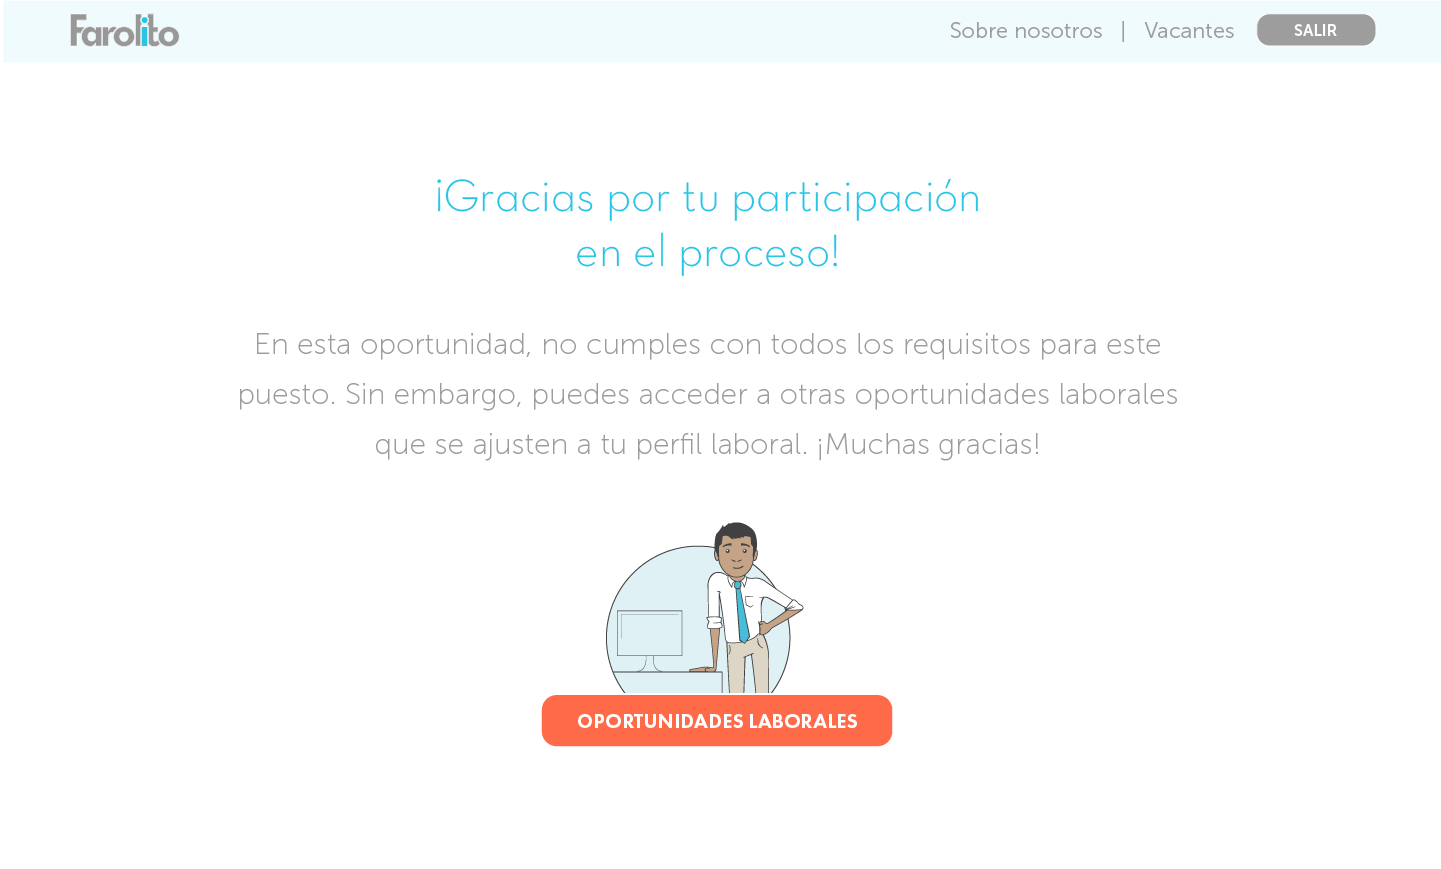 Farolito
Sobre nosotros | Vacantes SALIR
¡Gracias por tu participación
en el proceso!
En esta oportunidad, no cumples con todos los requisitos para este
puesto. Sin embargo, puedes acceder a otras oportunidades laborales
que se ajusten a tu perfil laboral. ¡Muchas gracias!
OPORTUNIDADES LABORALES